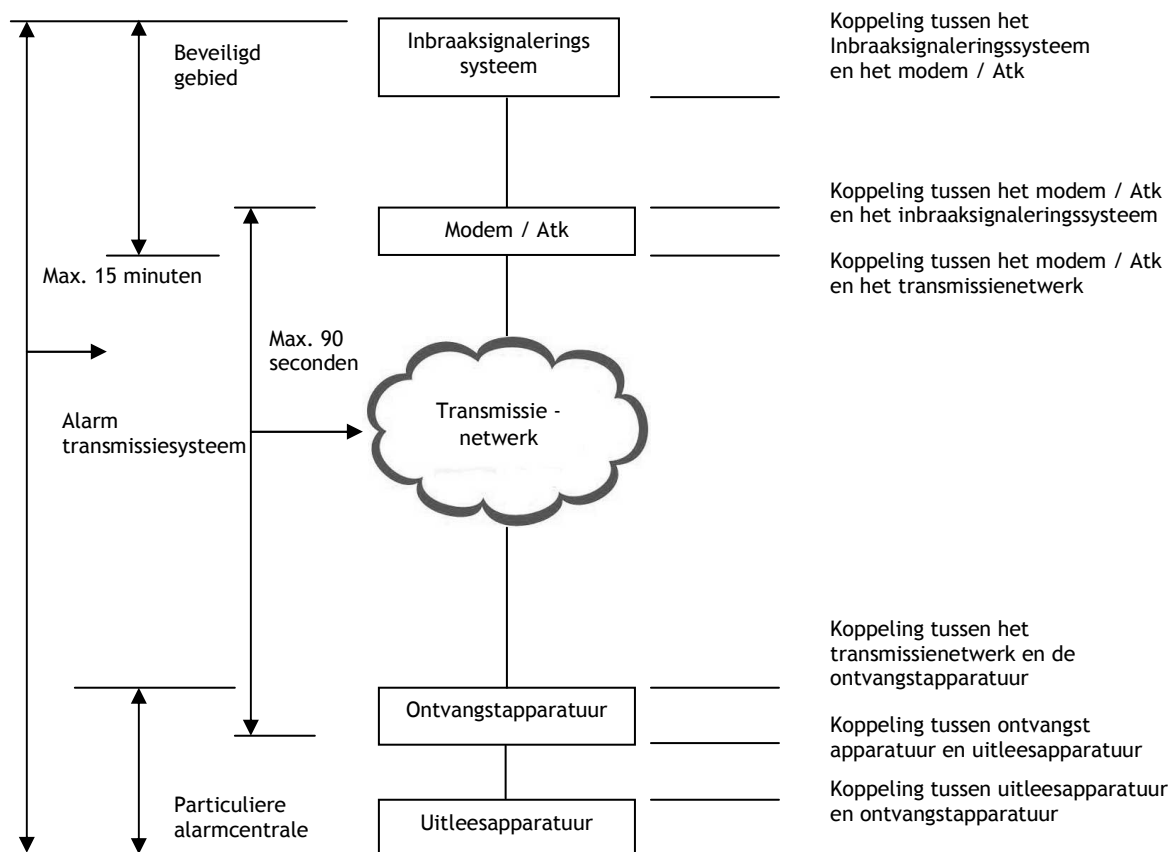 Inbraaksignalerings
systeem
Koppeling tussen het
Inbraaksignaleringssysteem
en het modem / Atk
Beveiligd
gebied
Modem / Atk
Koppeling tussen het modem / Atk
en het inbraaksignaleringssysteem
Koppeling tussen het modem / Atk
en het transmissienetwerk
Max. 15 minuten
Max. 90
seconden
Transmissie -
netwerk
Alarm
transmissiesysteem
Koppeling tussen het
transmissienetwerk en de
ontvangstapparatuur
Ontvangstapparatuur
Koppeling tussen ontvangst
apparatuur en uitleesapparatuur
Particuliere
alarmcentrale
Uitleesapparatuur
Koppeling tussen uitleesapparatuur
en ontvangstapparatuur